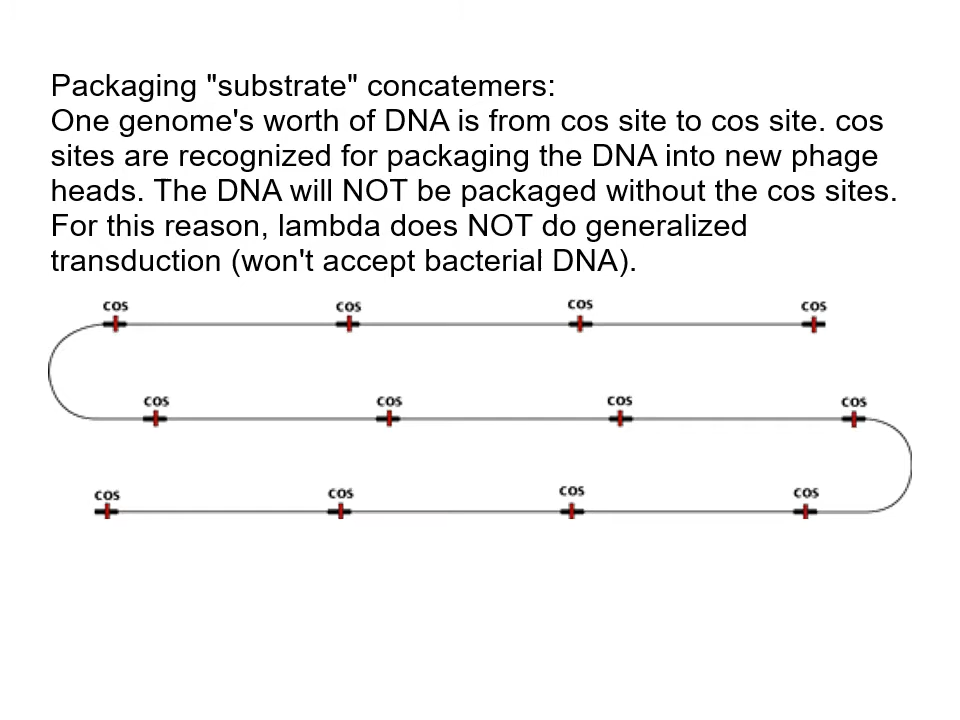 Packaging "substrate" concatemers:
One genome's worth of DNA is from cos site to cos site. cos
sites are recognized for packaging the DNA into new phage
heads. The DNA will NOT be packaged without the cos sites.
For this reason, lambda does NOT do generalized
transduction (won't accept bacterial DNA).
cos cos cos cos
cos cos cos cos
cos cos cos cos